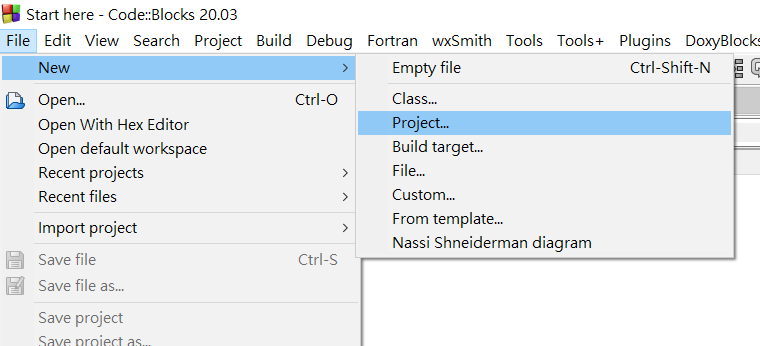 Start here - Code::Blocks 20.03
File Edit View Search Project Build Debug Fortran wxSmith Tools Tools+ Plugins DoxyBlocks
New
Empty file Ctrl-Shift-N
Open... Ctrl-O
Class...
Open With Hex Editor
Project...
Open default workspace
Build target...
Recent projects
File...
Recent files
Custom...
Import project
From template...
Nassi Shneiderman diagram
Save file Ctrl-S
Save file as...
Save project
Save project as...